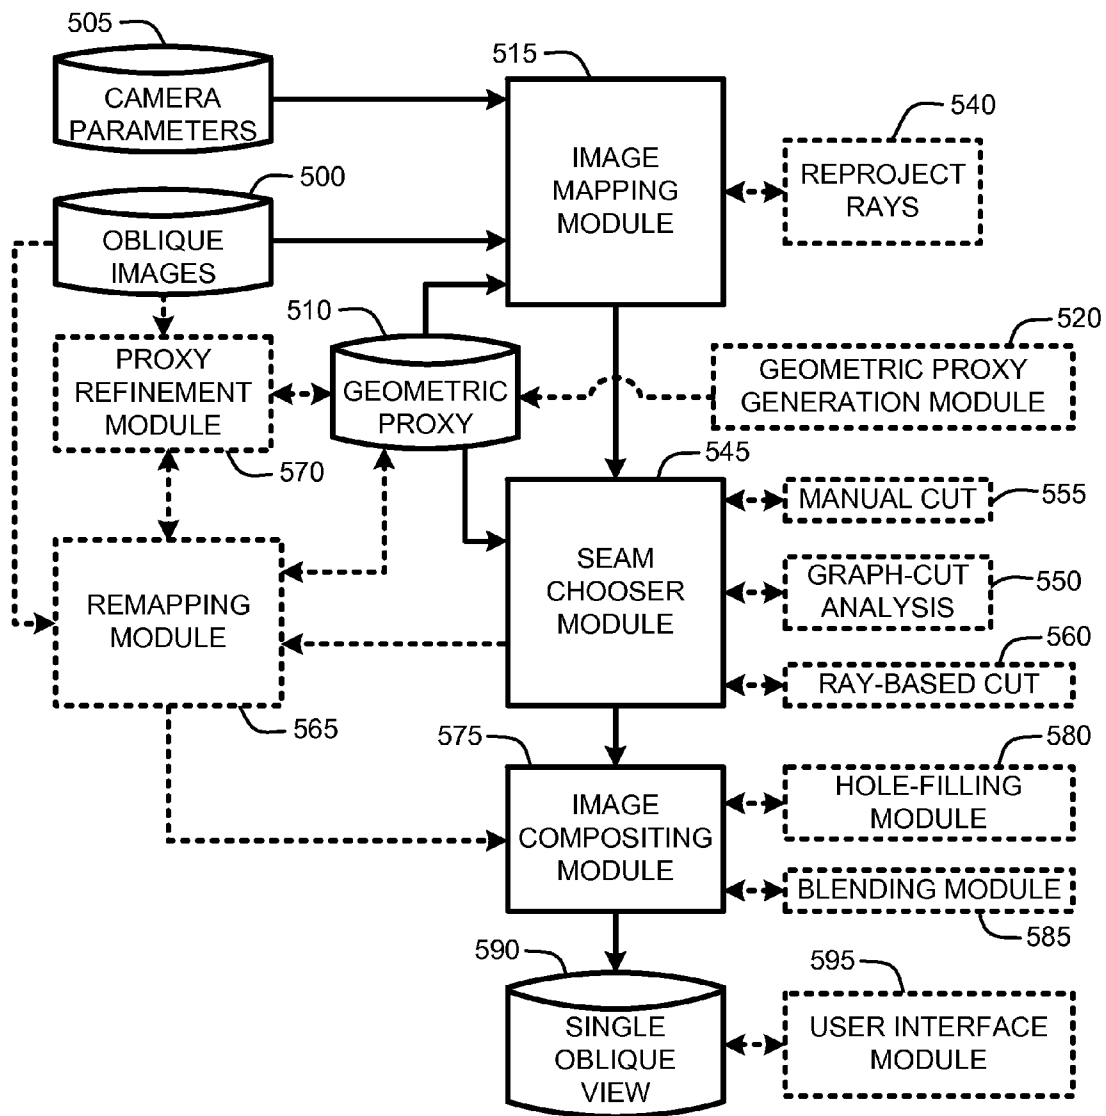 505
CAMERA
PARAMETERS
515
IMAGE
MAPPING
MODULE
540
REPROJECT
RAYS
500
OBLIQUE
IMAGES
510
GEOMETRIC
PROXY
520
GEOMETRIC PROXY
GENERATION MODULE
PROXY
REFINEMENT
MODULE
570
545
SEAM
CHOOSER
MODULE
MANUAL CUT
555
GRAPH-CUT
ANALYSIS
550
560
RAY-BASED CUT
REMAPPING
MODULE
565
575
IMAGE
COMPOSITING
MODULE
580
HOLE-FILLING
MODULE
BLENDING MODULE
585
590
SINGLE
OBLIQUE
VIEW
595
USER INTERFACE
MODULE